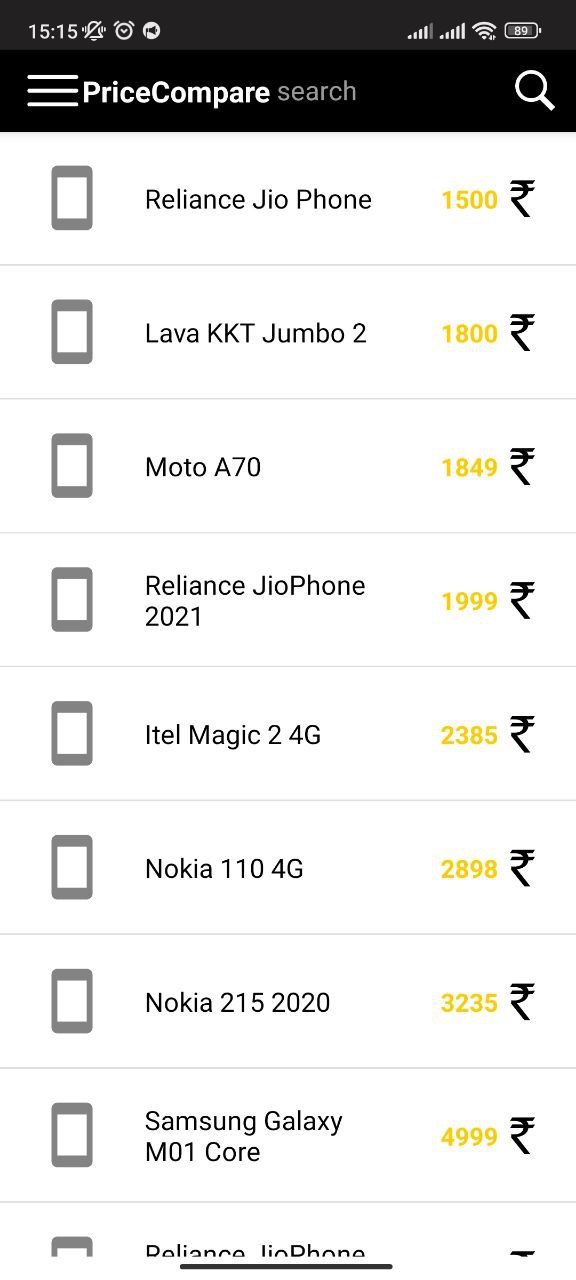 15:15 89
PriceCompare search
Reliance Jio Phone 1500 ₹
Lava KKT Jumbo 2 1800 ₹
Moto A70 1849 ₹
Reliance JioPhone
2021 1999 ₹
Itel Magic 2 4G 2385 ₹
Nokia 110 4G 2898 ₹
Nokia 215 2020 3235 ₹
Samsung Galaxy
M01 Core 4999 ₹
Reliance JioPhone